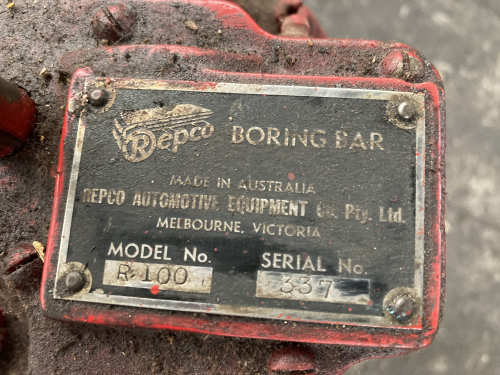 Repco BORING BAR
MADE IN AUSTRALIA
REPCO AUTOMOTIVE EQUIPMENT Co. Pty. Ltd.
MELBOURNE, VICTORIA
MODEL No. SERIAL No.
R 100 337